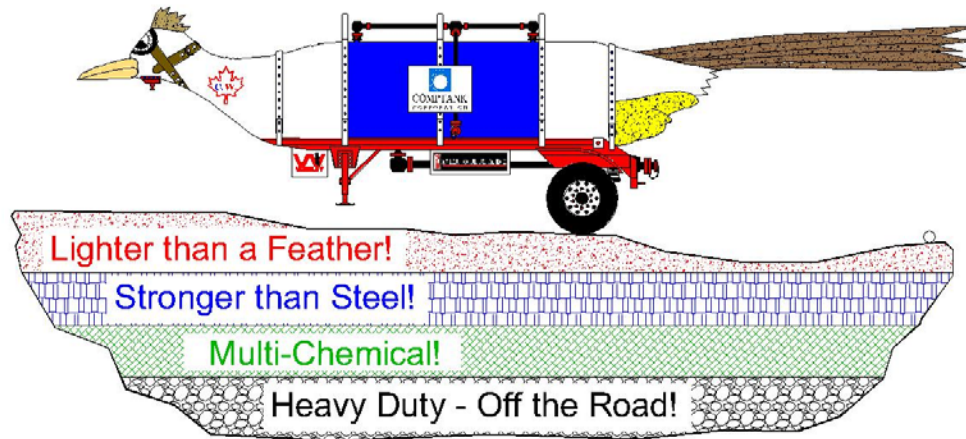 COMPTANK
CORPORATION
Lighter than a Feather!
Stronger than Steel!
Multi-Chemical!
Heavy Duty - Off the Road!